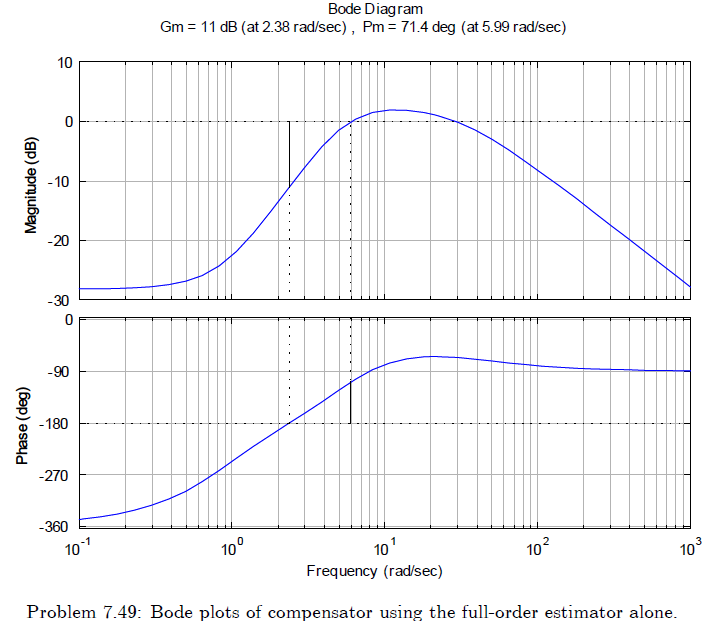 Bode Diagram
Gm = 11 dB (at 2.38 rad/sec) , Pm = 71.4 deg (at 5.99 rad/sec)
10
0
-10
-20
-30
Magnitude (dB)
0
-90
-180
-270
-360
Phase (deg)
10^-1
10^0
10^1
10^2
10^3
Frequency (rad/sec)
Problem 7.49: Bode plots of compensator using the full-order estimator alone.